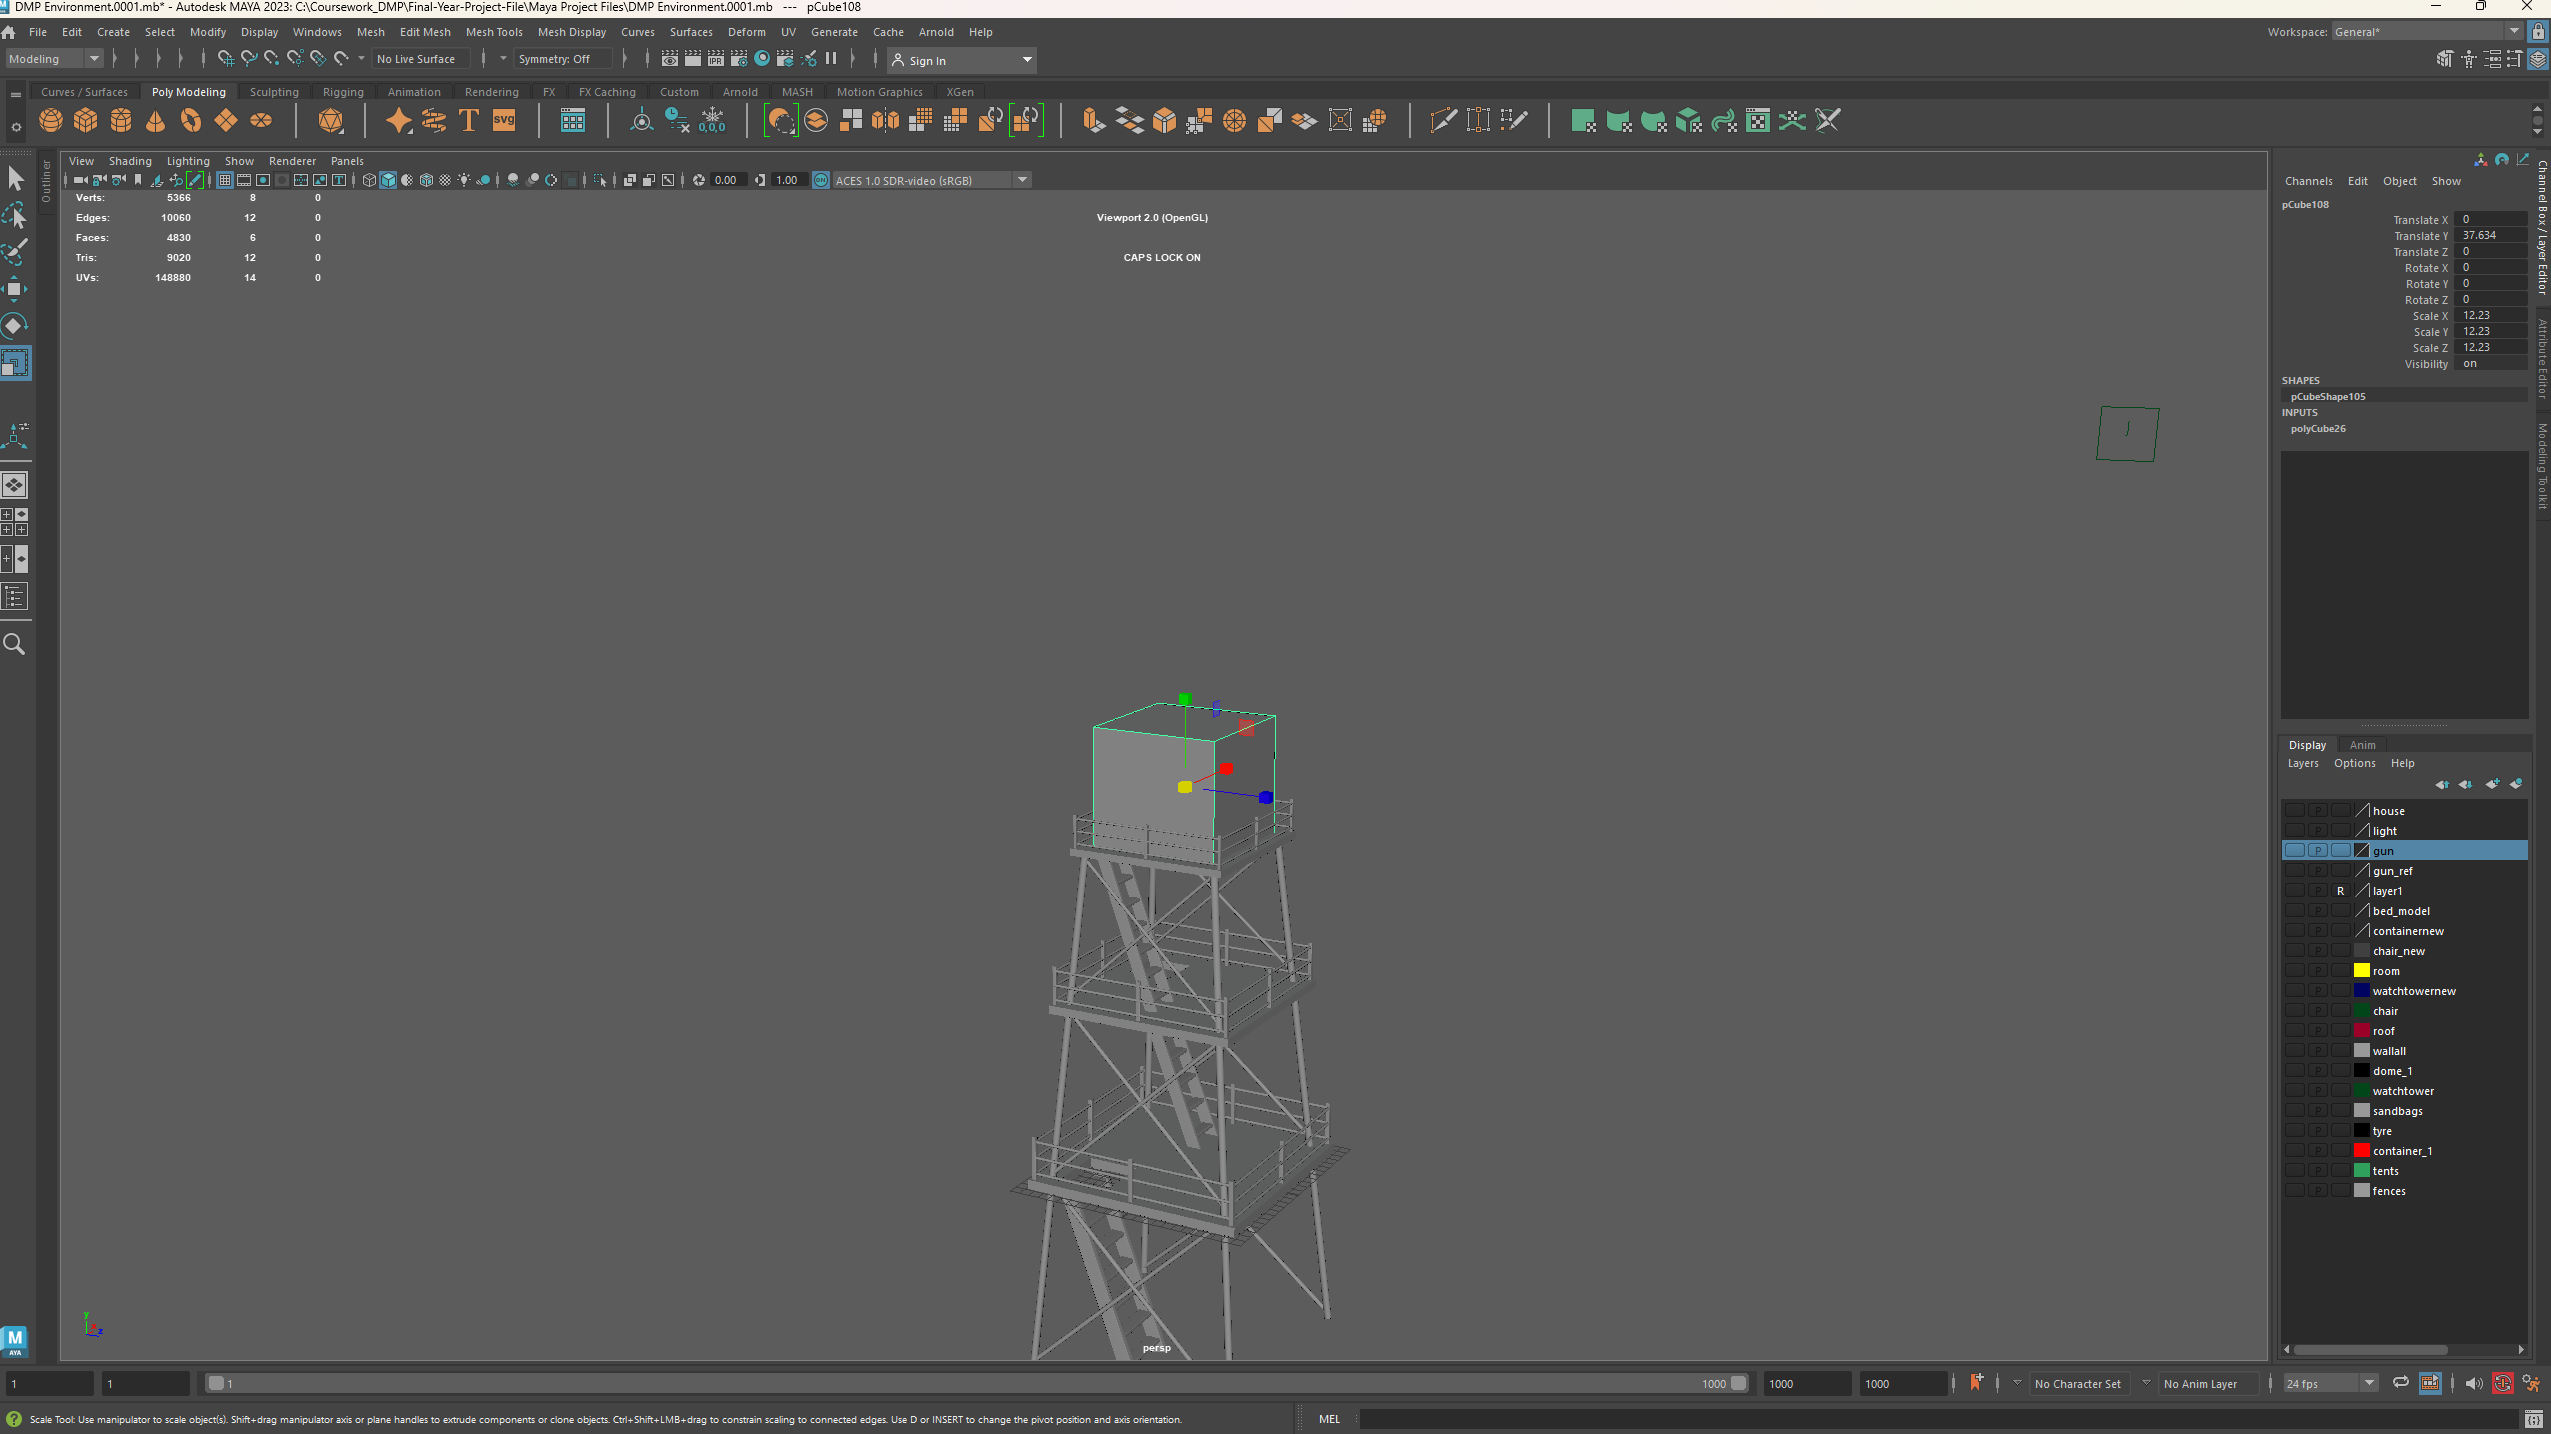 DMP Environment.0001.mb* - Autodesk MAYA 2023: C:\Coursework_DMP\Final-Year-Project-File\Maya Project Files\DMP Environment.0001.mb --- pCube108
File Edit Create Select Modify Display Windows Mesh Edit Mesh Mesh Tools Mesh Display Curves Surfaces Deform UV Generate Cache Arnold Help
Workspace: General*
Modeling No Live Surface Symmetry: Off IPR Sign In
Curves / Surfaces Poly Modeling Sculpting Rigging Animation Rendering FX FX Caching Custom Arnold MASH Motion Graphics XGen
T svg 0,0,0
View Shading Lighting Show Renderer Panels
0.00 1.00 ON ACES 1.0 SDR-video (sRGB)
Outliner
Verts: 5366 8 0
Edges: 10060 12 0
Faces: 4830 6 0
Tris: 9020 12 0
UVs: 148880 14 0
Viewport 2.0 (OpenGL)
CAPS LOCK ON
persp
y
z
M
AYA
Channels Edit Object Show
pCube108
Translate X 0
Translate Y 37.634
Translate Z 0
Rotate X 0
Rotate Y 0
Rotate Z 0
Scale X 12.23
Scale Y 12.23
Scale Z 12.23
Visibility on
SHAPES
pCubeShape105
INPUTS
polyCube26
Channel Box / Layer Editor
Attribute Editor
Modeling Toolkit
Display Anim
Layers Options Help
P house
P light
P gun
P gun_ref
P R layer1
P bed_model
P containernew
P chair_new
P room
P watchtowernew
P chair
P roof
P wallall
P dome_1
P watchtower
P sandbags
P tyre
P container_1
P tents
P fences
1 1 1 1000 1000 1000 No Character Set No Anim Layer 24 fps
Scale Tool: Use manipulator to scale object(s). Shift+drag manipulator axis or plane handles to extrude components or clone objects. Ctrl+Shift+LMB+drag to constrain scaling to connected edges. Use D or INSERT to change the pivot position and axis orientation.
MEL